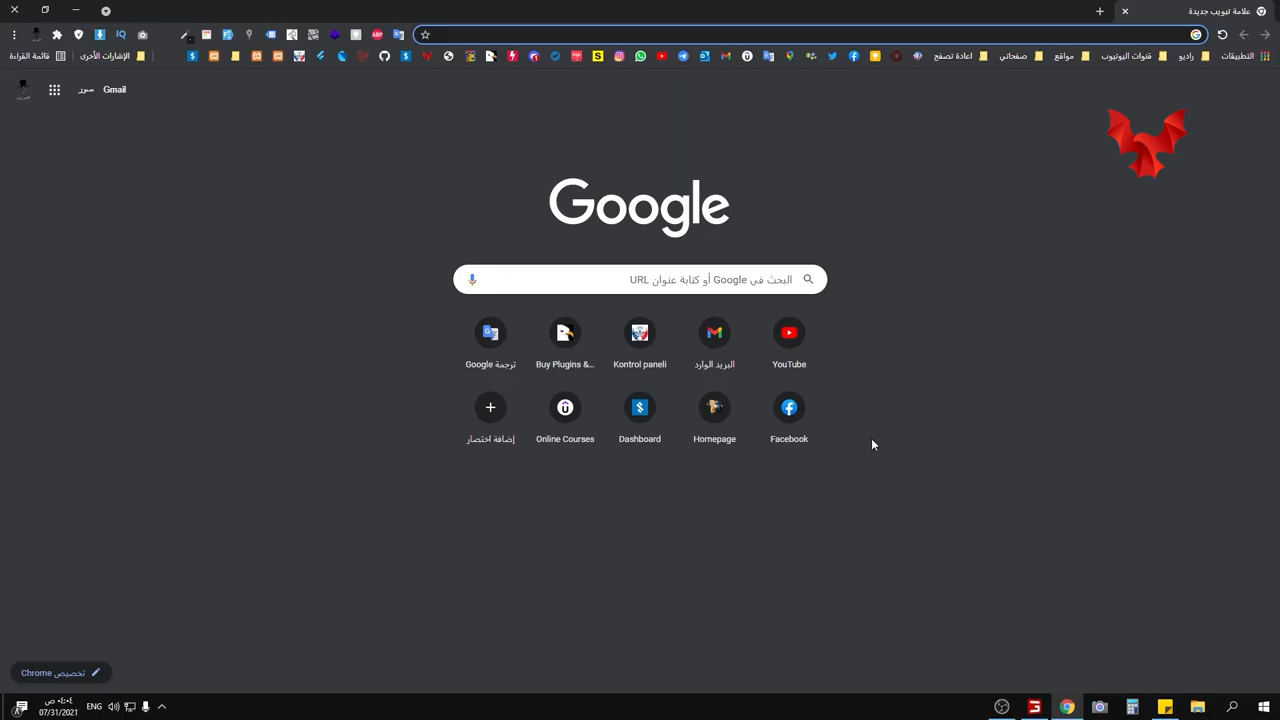 علامة تبويب جديدة
التطبيقات
راديو
قنوات اليوتيوب
مواقع
صفحاتي
اعادة تصفح
الإشارات الأخرى
قائمة القراءة
Gmail
صور
Google
البحث في Google أو كتابة عنوان URL
YouTube
البريد الوارد
Kontrol paneli
Buy Plugins &...
ترجمة Google
Facebook
Homepage
Dashboard
Online Courses
إضافة اختصار
تخصيص Chrome
ENG
07/31/2021